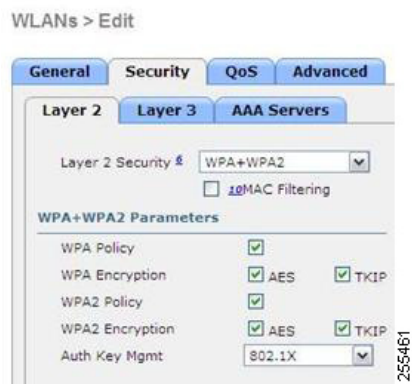 WLANs > Edit
General Security QoS Advanced
Layer 2 Layer 3 AAA Servers
Layer 2 Security 6 WPA+WPA2
10MAC Filtering
WPA+WPA2 Parameters
WPA Policy
WPA Encryption AES TKIP
WPA2 Policy
WPA2 Encryption AES TKIP
Auth Key Mgmt 802.1X
255461